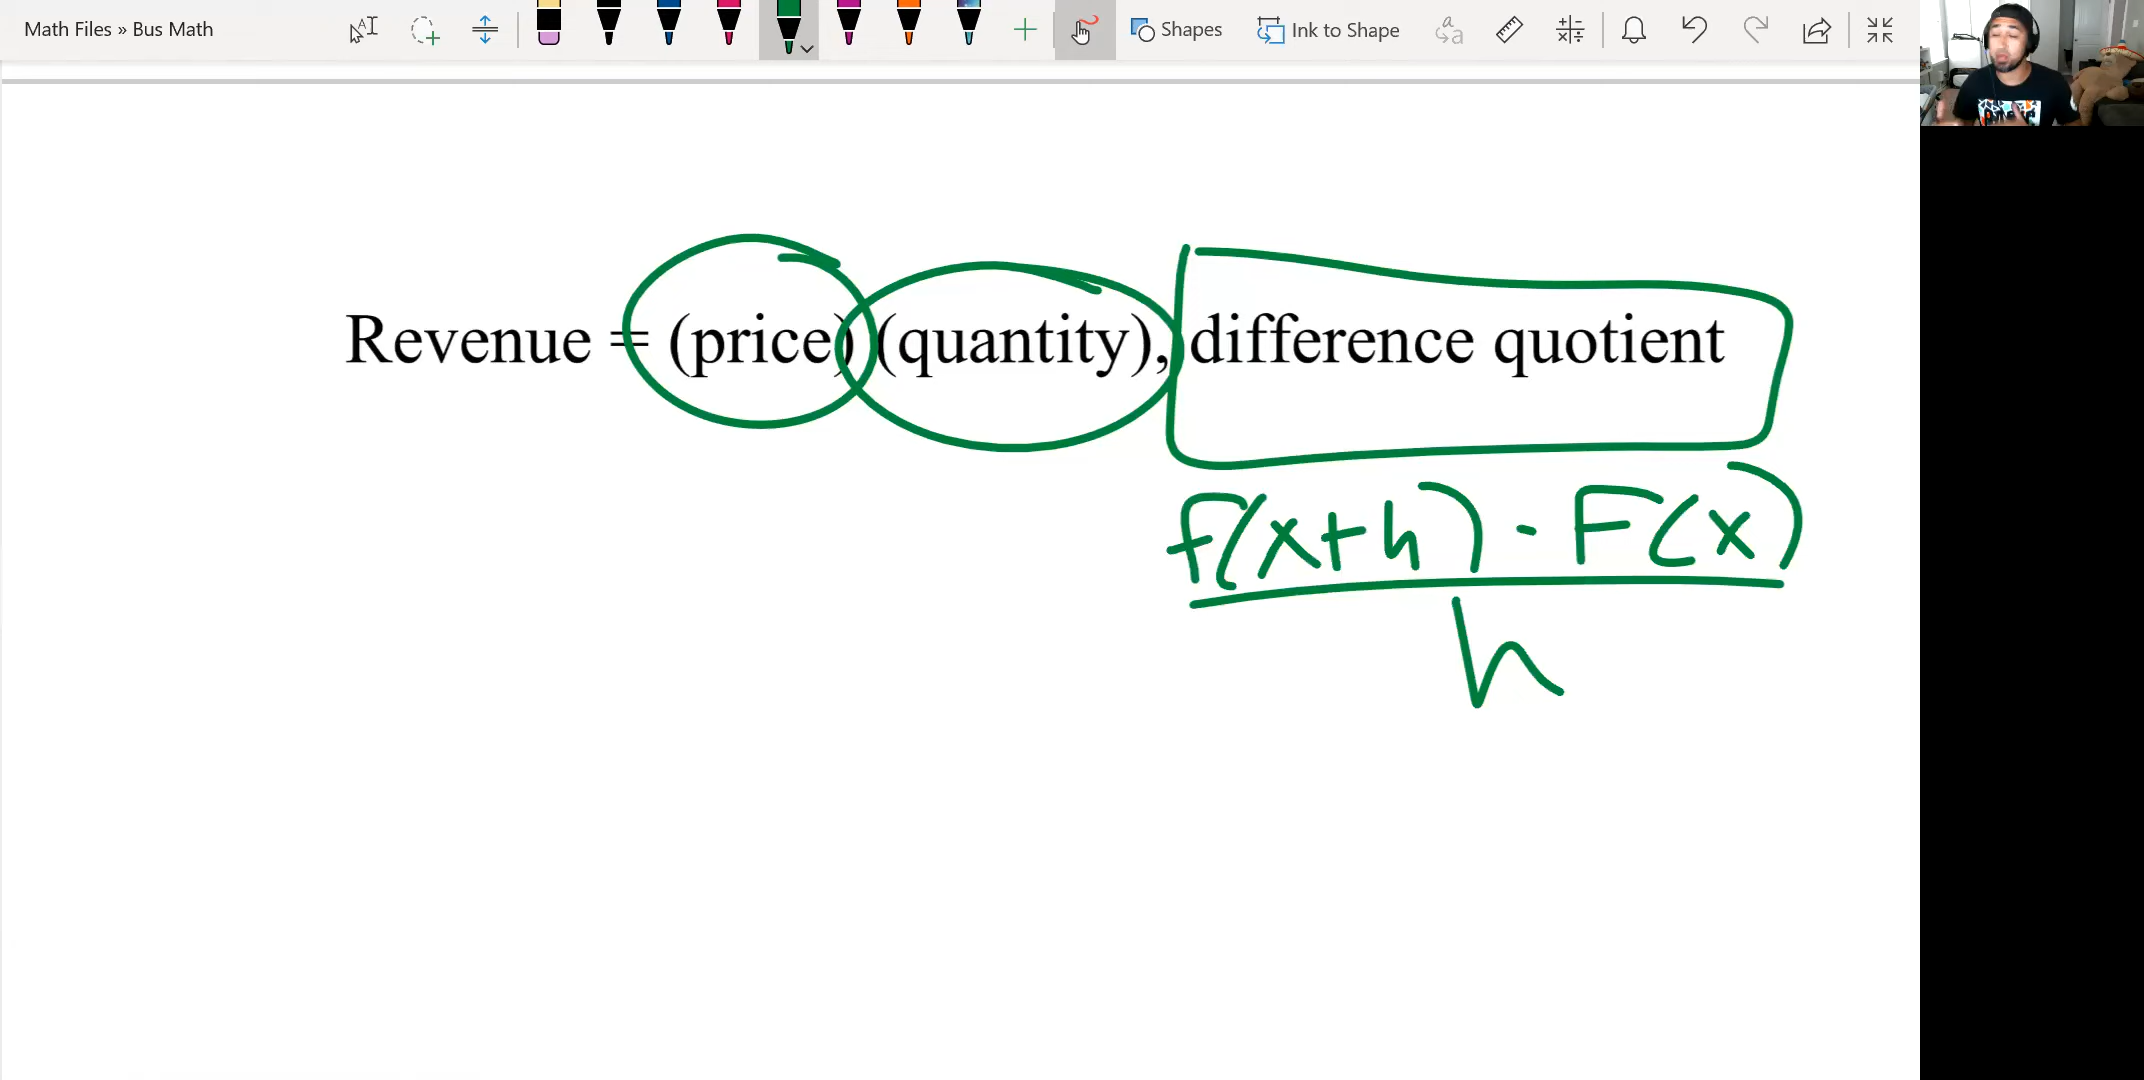 Math Files » Bus Math
Shapes
Ink to Shape
Revenue = (price) (quantity), difference quotient
f(x+h) - F(x)
h